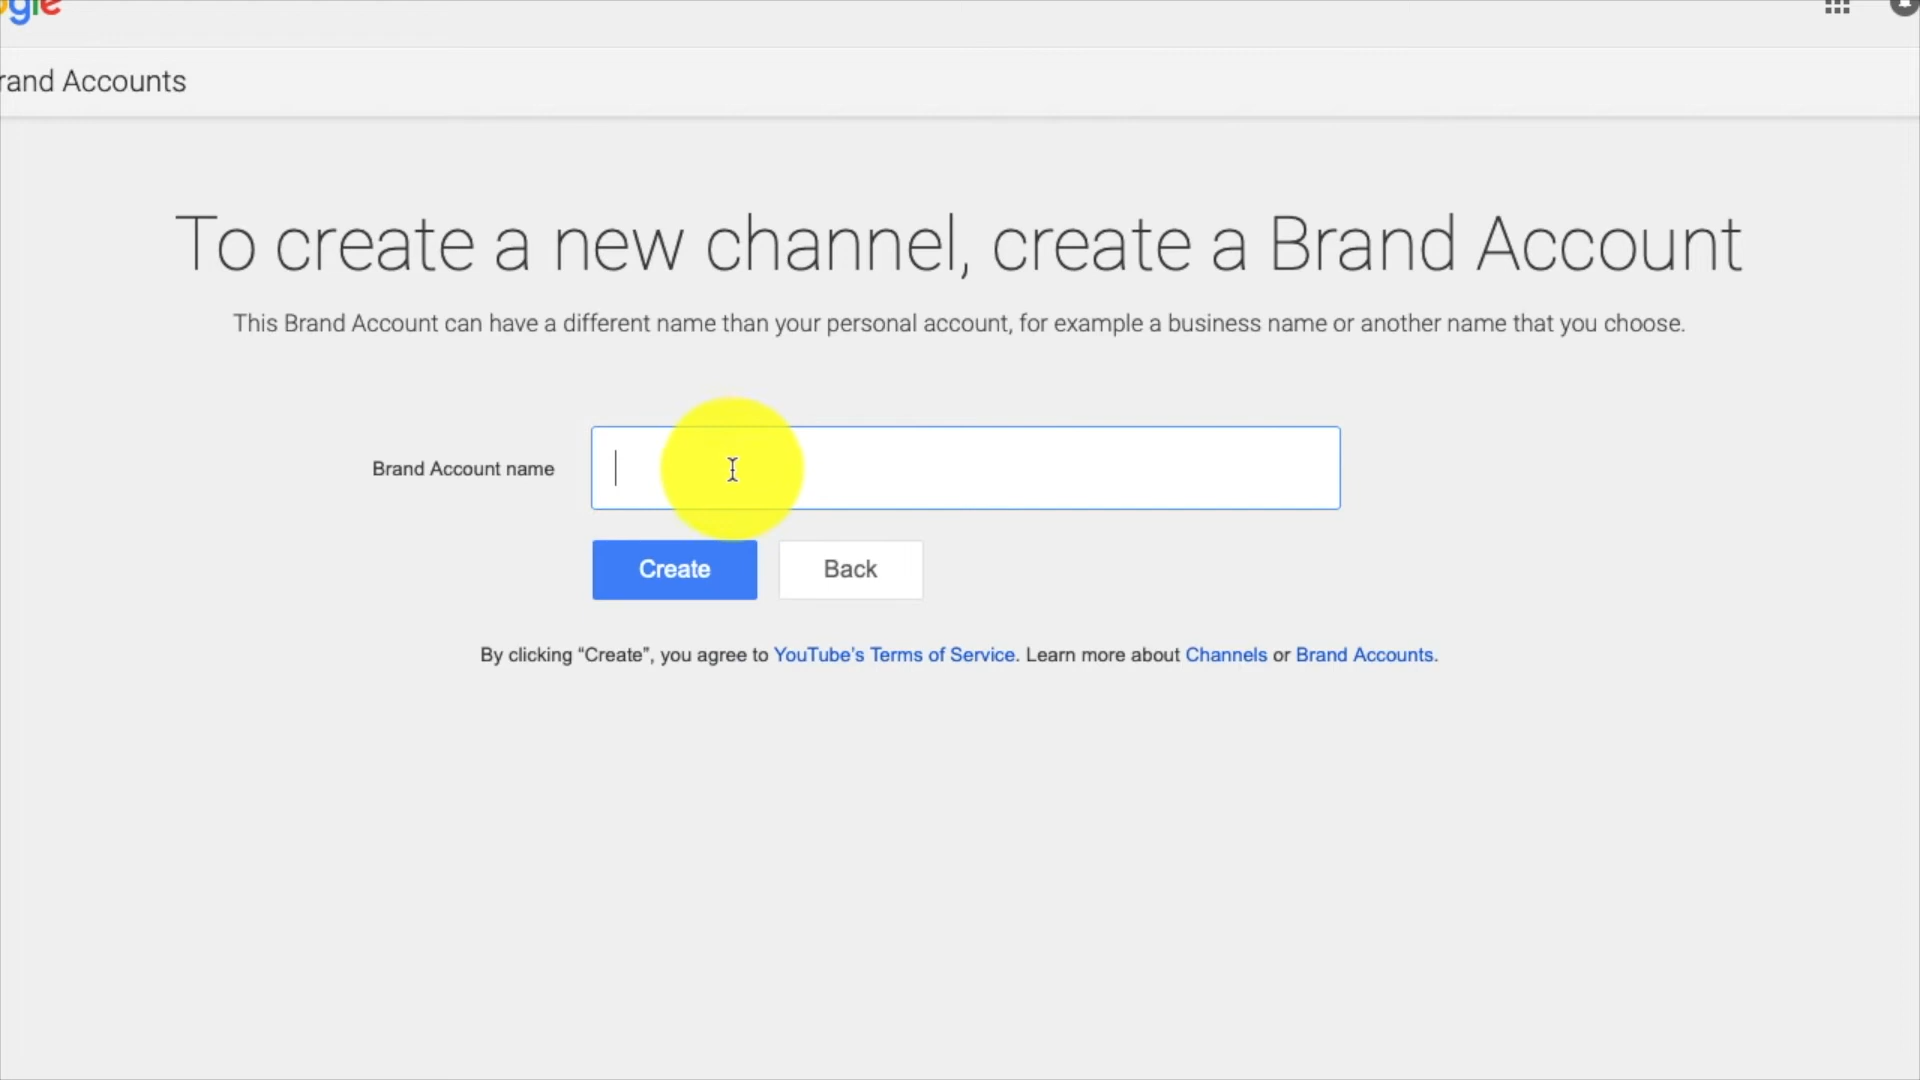 rand Accounts
To create a new channel, create a Brand Account
This Brand Account can have a different name than your personal account, for example a business name or another name that you choose.
Brand Account name
Create
Back
By clicking “Create”, you agree to YouTube’s Terms of Service. Learn more about Channels or Brand Accounts.